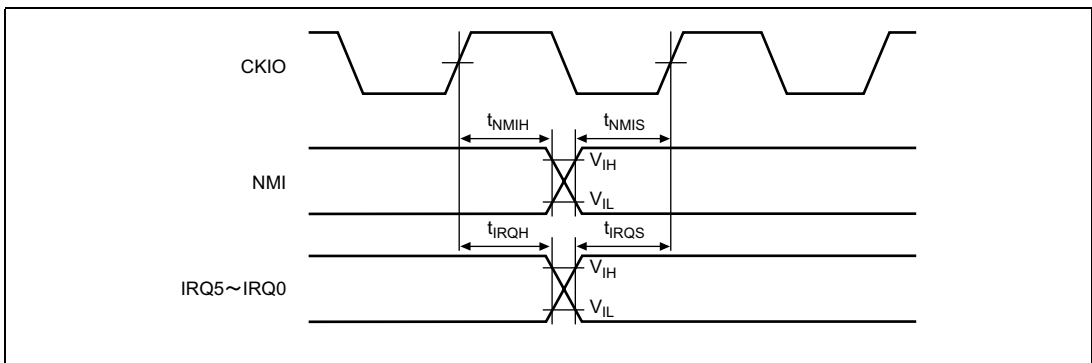 CKIO
tNMIH
tNMIS
NMI
VIH
VIL
tIRQH
tIRQS
IRQ5～IRQ0
VIH
VIL